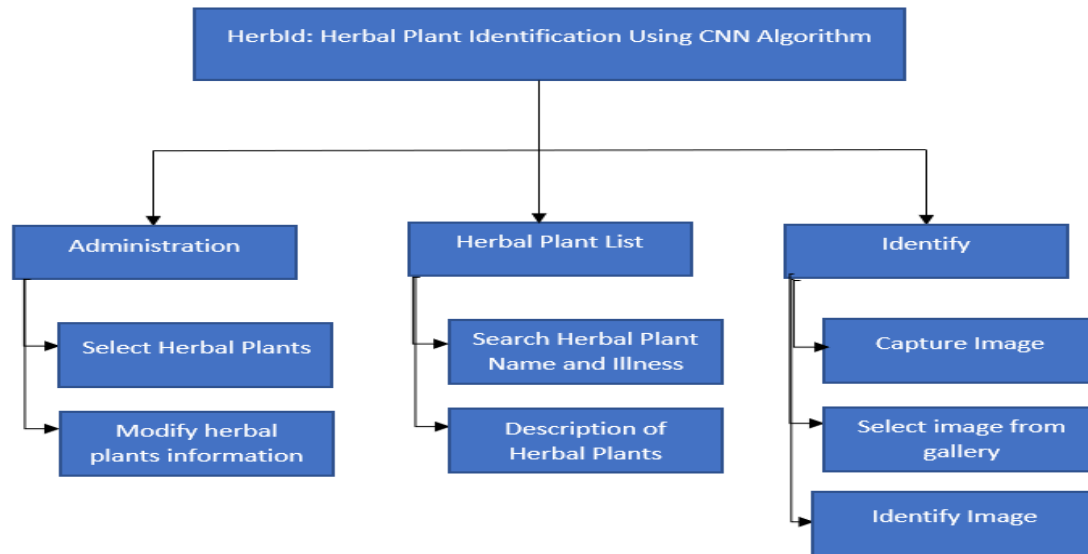 HerbId: Herbal Plant Identification Using CNN Algorithm
Administration
Herbal Plant List
Identify
Select Herbal Plants
Search Herbal Plant
Name and Illness
Capture Image
Modify herbal
plants information
Description of
Herbal Plants
Select image from
gallery
Identify Image